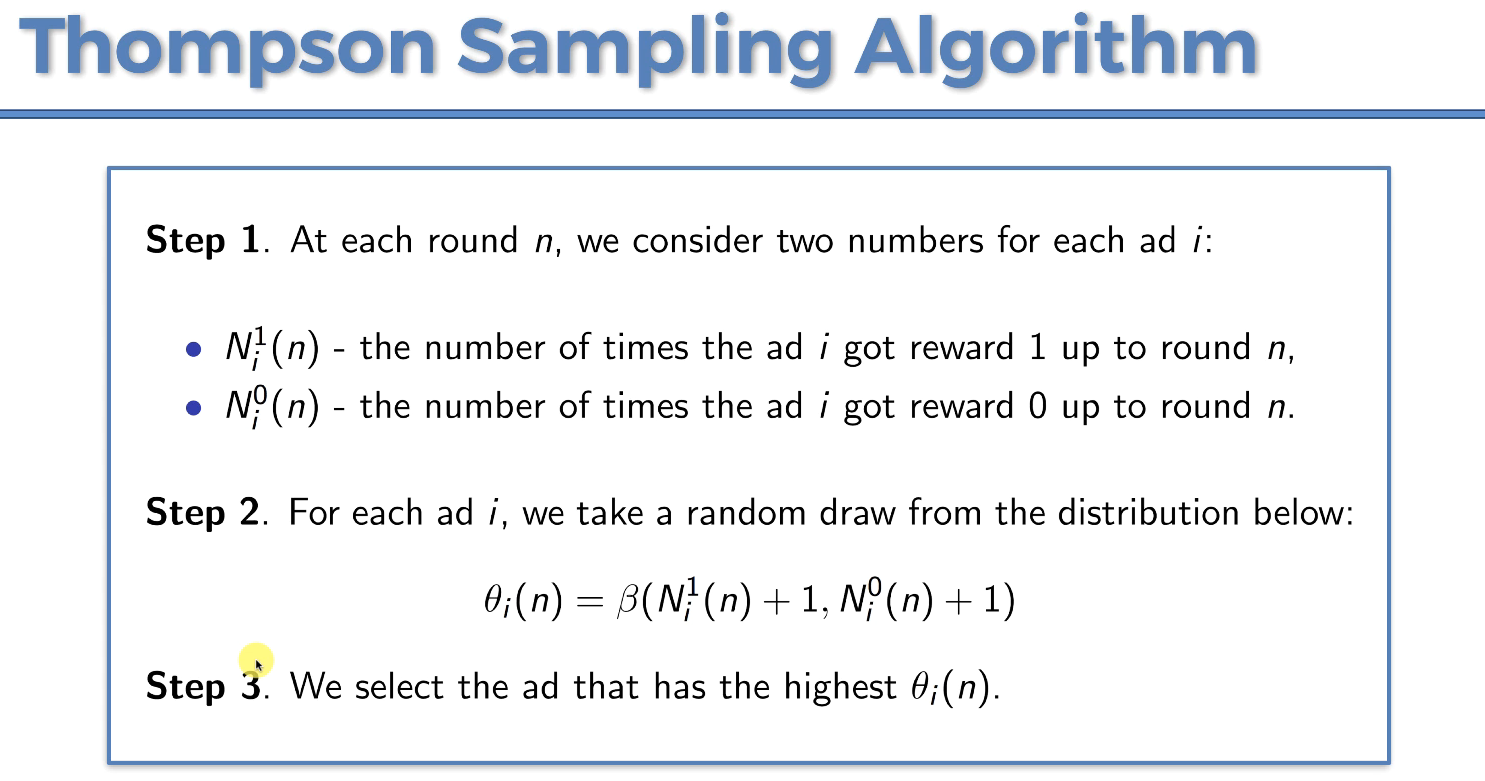 Thompson Sampling Algorithm
Step 1. At each round n, we consider two numbers for each ad i:
• N_i^1(n) - the number of times the ad i got reward 1 up to round n,
• N_i^0(n) - the number of times the ad i got reward 0 up to round n.
Step 2. For each ad i, we take a random draw from the distribution below:
θ_i(n) = β(N_i^1(n) + 1, N_i^0(n) + 1)
Step 3. We select the ad that has the highest θ_i(n).